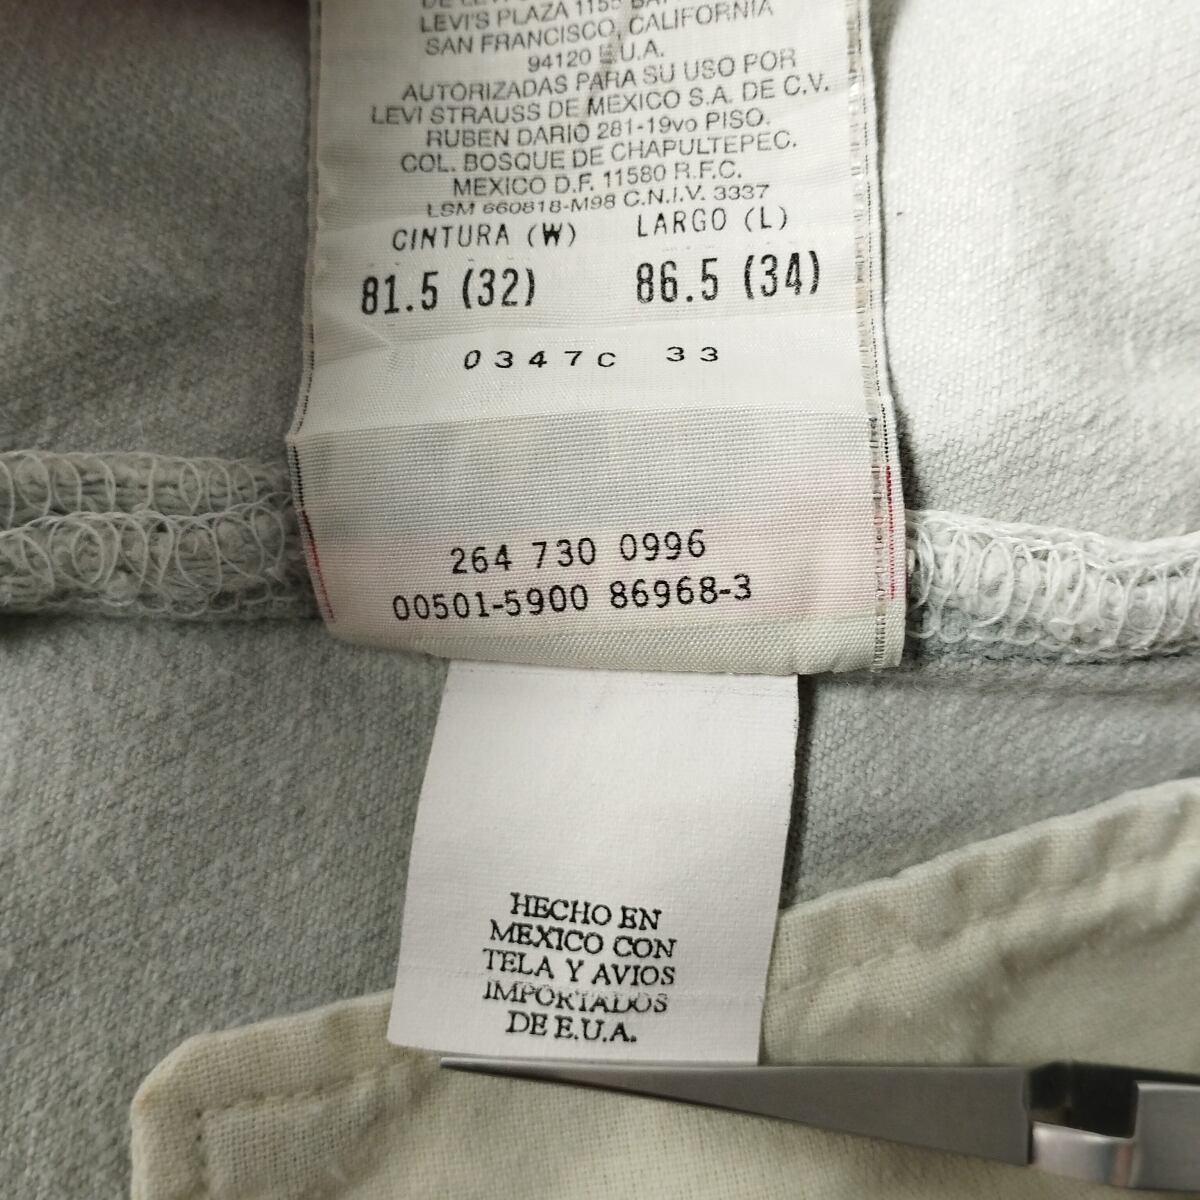 LEVI'S PLAZA 1155
SAN FRANCISCO, CALIFORNIA
94120 E.U.A.
AUTORIZADAS PARA SU USO POR
LEVI STRAUSS DE MEXICO S.A. DE C.V.
RUBEN DARIO 281-19vo PISO.
COL. BOSQUE DE CHAPULTEPEC.
MEXICO D.F. 11580 R.F.C.
LSM 660818-M98 C.N.I.V. 3337
CINTURA (W) LARGO (L)
81.5 (32) 86.5 (34)
0347C 33
264 730 0996
00501-5900 86968-3
HECHO EN
MEXICO CON
TELA Y AVIOS
IMPORTADOS
DE E.U.A.